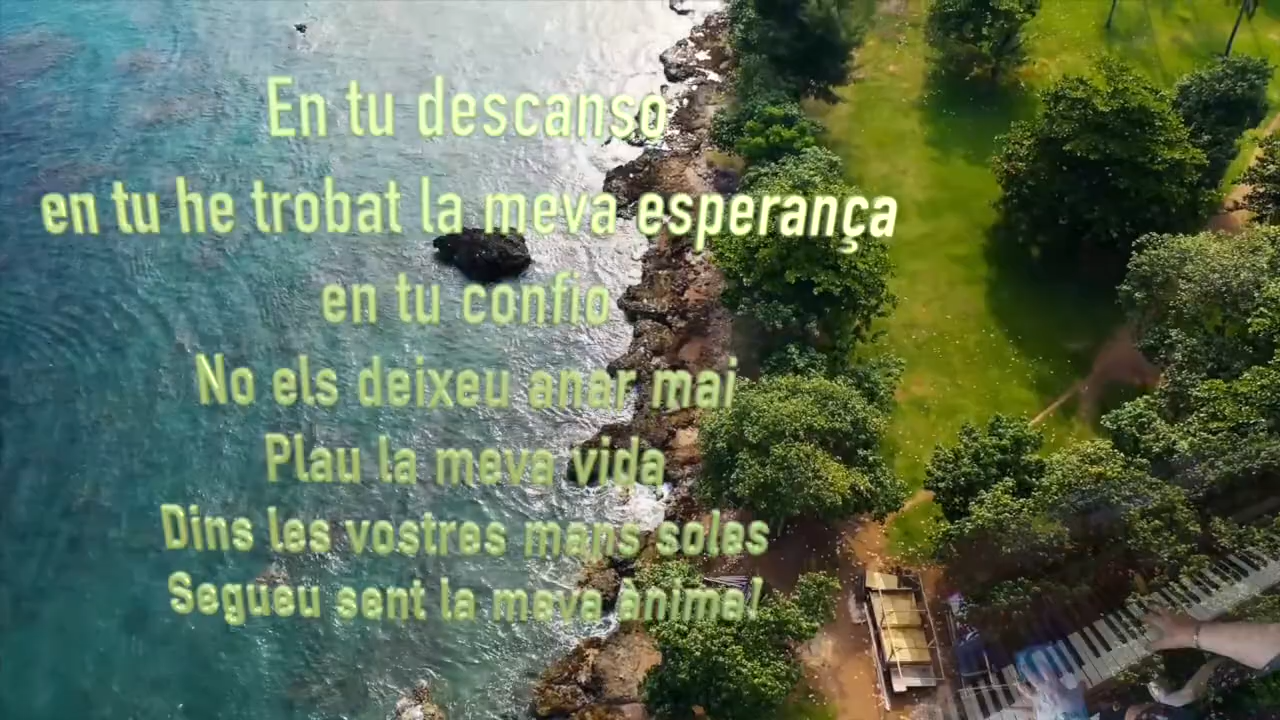 En tu descanso
en tu he trobat la meva esperança
en tu confio
No els deixeu anar mai
Plau la meva vida
Dins les vostres mans soles
Segueu sent la meva ànima!